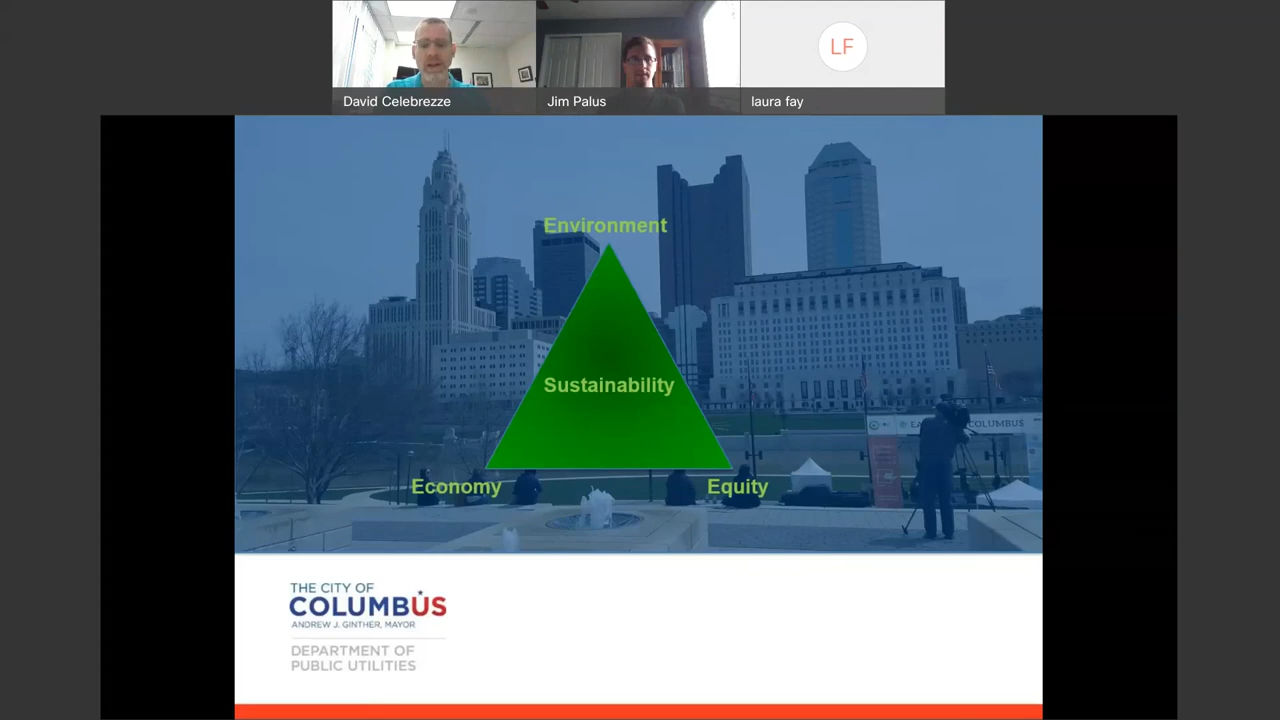 LF
David Celebrezze
Jim Palus
laura fay
Environment
Sustainability
COLUMBUS
Economy
Equity
THE CITY OF
COLUMBUS
ANDREW J. GINTHER, MAYOR
DEPARTMENT OF
PUBLIC UTILITIES